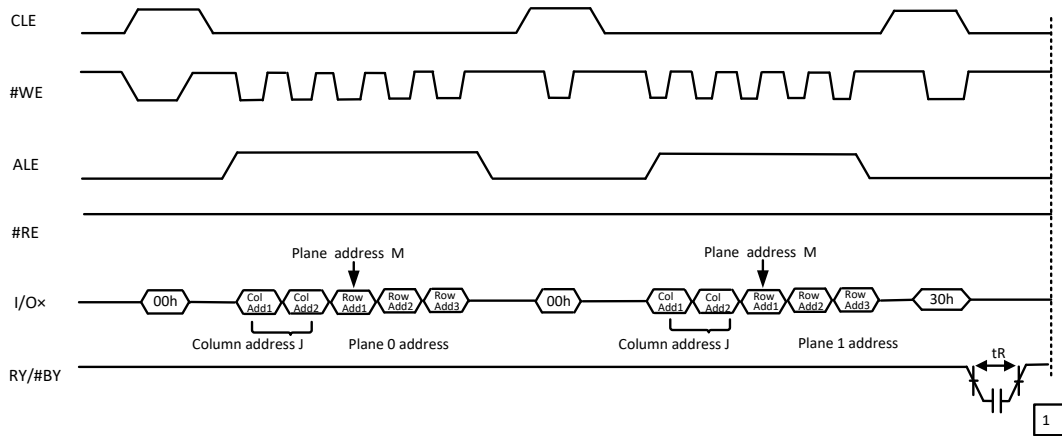 CLE
#WE
ALE
#RE
Plane address M
Plane address M
I/O×
00h
Col Add1
Col Add2
Row Add1
Row Add2
Row Add3
00h
Col Add1
Col Add2
Row Add1
Row Add2
Row Add3
30h
Column address J
Plane 0 address
Column address J
Plane 1 address
tR
RY/#BY
1